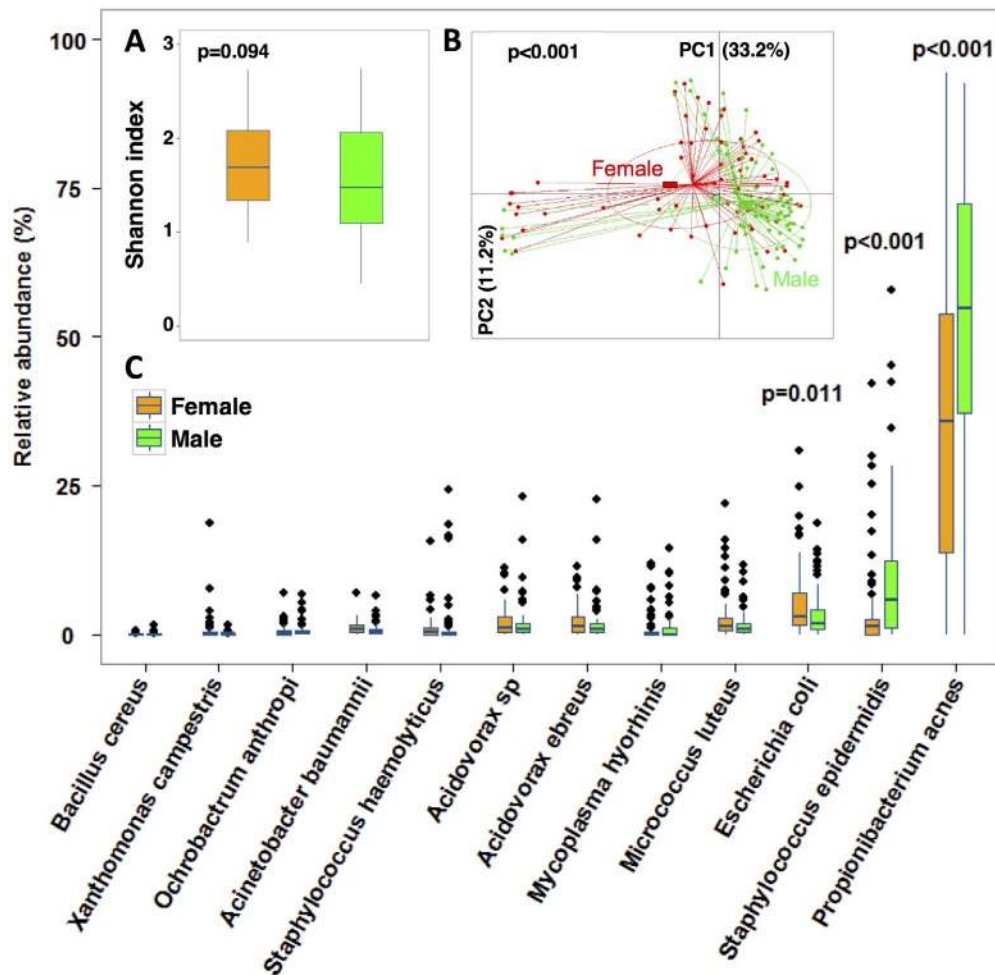 A
p=0.094
3
2
1
0
Shannon index
B
p<0.001
PC1 (33.2%)
PC2 (11.2%)
Female
Male
C
Female
Male
Relative abundance (%)
100
75
50
25
0
p=0.011
p<0.001
p<0.001
Bacillus cereus
Xanthomonas campestris
Ochrobactrum anthropi
Acinetobacter baumannii
Staphylococcus haemolyticus
Acidovorax sp
Acidovorax ebreus
Mycoplasma hyorhinis
Micrococcus luteus
Escherichia coli
Staphylococcus epidermidis
Propionibacterium acnes